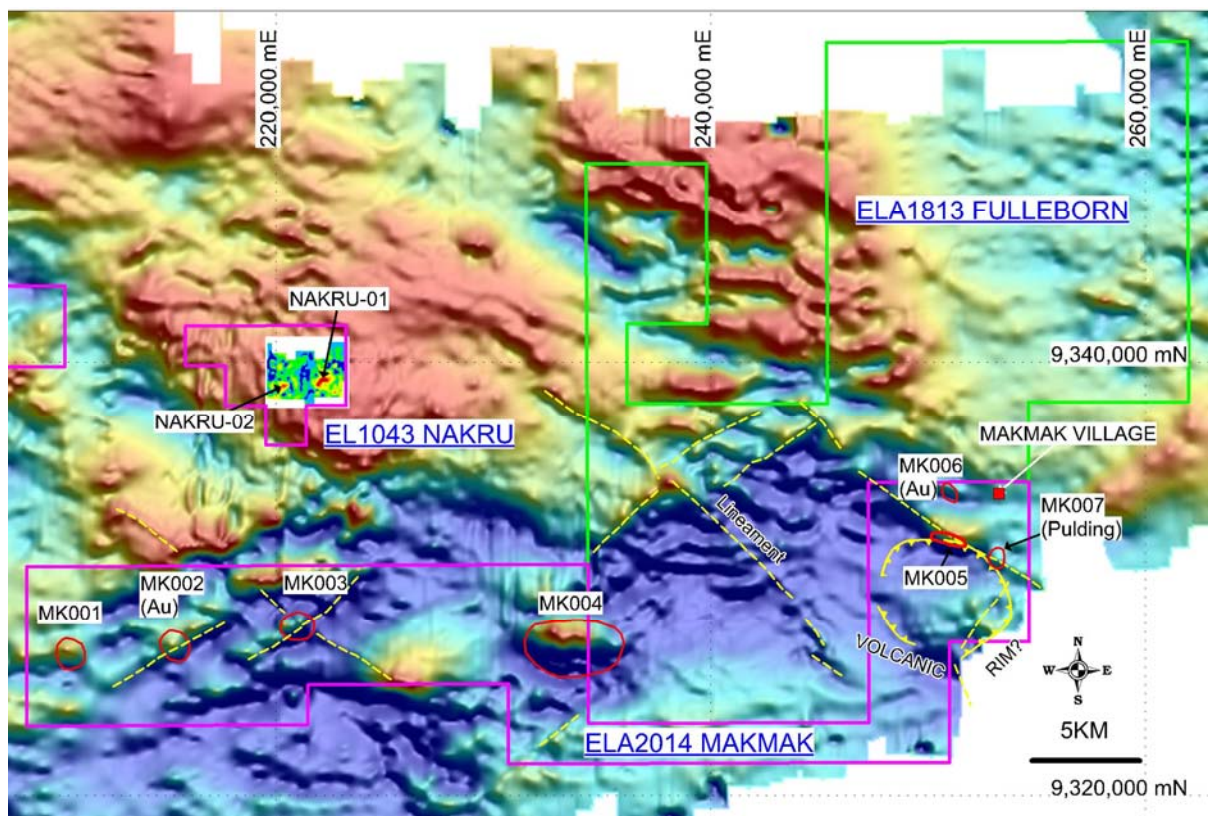 220,000 mE
240,000 mE
260,000 mE
ELA1813 FULLEBORN
NAKRU-01
9,340,000 mN
NAKRU-02
EL1043 NAKRU
MAKMAK VILLAGE
MK006
(Au)
MK007
(Pulding)
Lineament
MK005
MK001
MK002
(Au)
MK003
MK004
VOLCANIC
RIM?
N
W E
S
5KM
ELA2014 MAKMAK
9,320,000 mN